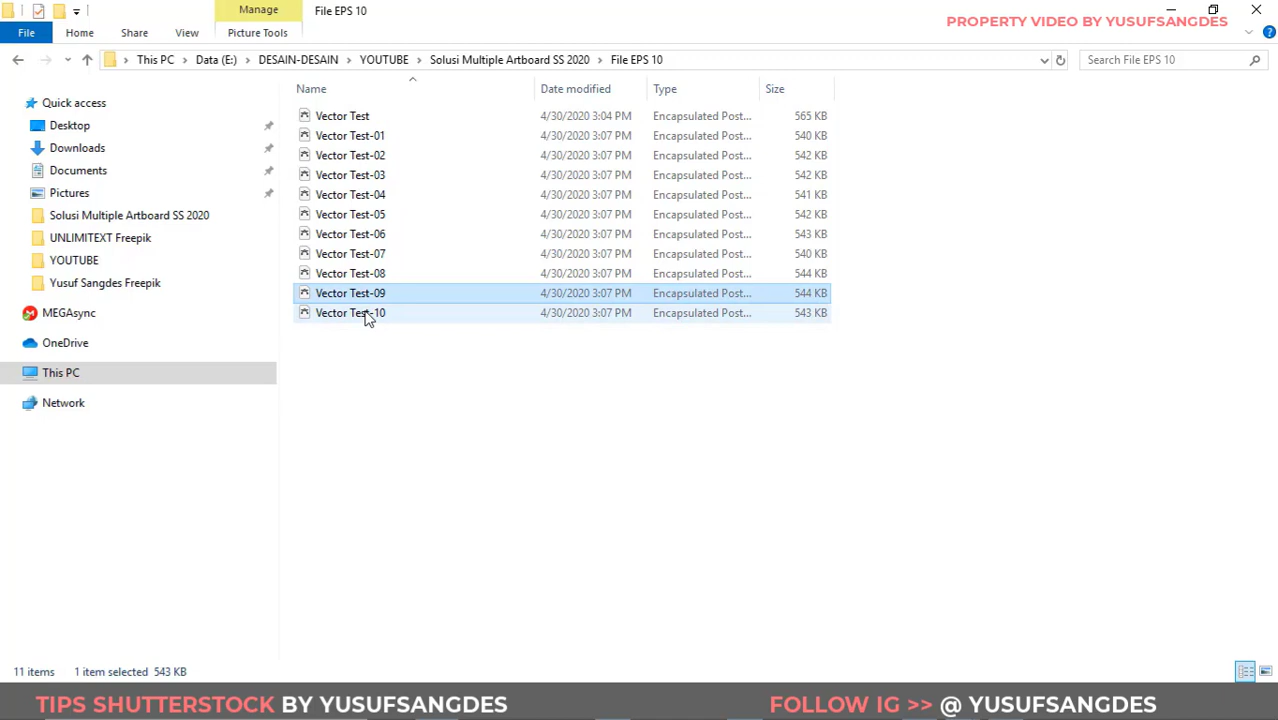 Manage
File EPS 10
PROPERTY VIDEO BY YUSUFSANGDES
File
Home
Share
View
Picture Tools
This PC
Data (E:)
DESAIN-DESAIN
YOUTUBE
Solusi Multiple Artboard SS 2020
File EPS 10
Search File EPS 10
Quick access
Desktop
Downloads
Documents
Pictures
Solusi Multiple Artboard SS 2020
UNLIMITEXT Freepik
YOUTUBE
Yusuf Sangdes Freepik
MEGAsync
OneDrive
This PC
Network
Name Date modified Type Size
Vector Test 4/30/2020 3:04 PM Encapsulated Post... 565 KB
Vector Test-01 4/30/2020 3:07 PM Encapsulated Post... 540 KB
Vector Test-02 4/30/2020 3:07 PM Encapsulated Post... 542 KB
Vector Test-03 4/30/2020 3:07 PM Encapsulated Post... 542 KB
Vector Test-04 4/30/2020 3:07 PM Encapsulated Post... 541 KB
Vector Test-05 4/30/2020 3:07 PM Encapsulated Post... 542 KB
Vector Test-06 4/30/2020 3:07 PM Encapsulated Post... 543 KB
Vector Test-07 4/30/2020 3:07 PM Encapsulated Post... 540 KB
Vector Test-08 4/30/2020 3:07 PM Encapsulated Post... 544 KB
Vector Test-09 4/30/2020 3:07 PM Encapsulated Post... 544 KB
Vector Test-10 4/30/2020 3:07 PM Encapsulated Post... 543 KB
11 items 1 item selected 543 KB
TIPS SHUTTERSTOCK BY YUSUFSANGDES
FOLLOW IG >> @ YUSUFSANGDES